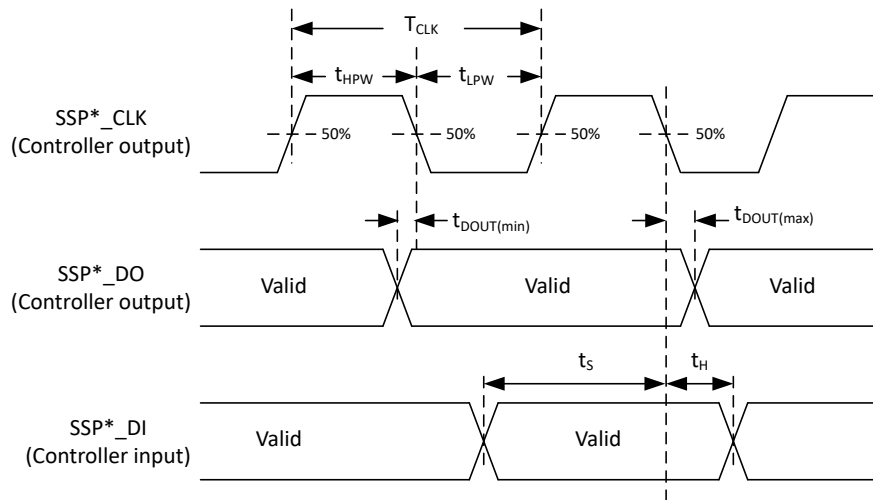 T_CLK
t_HPW
t_LPW
SSP*_CLK
(Controller output)
50%
50%
50%
50%
t_DOUT(min)
t_DOUT(max)
SSP*_DO
(Controller output)
Valid
Valid
Valid
t_S
t_H
SSP*_DI
(Controller input)
Valid
Valid